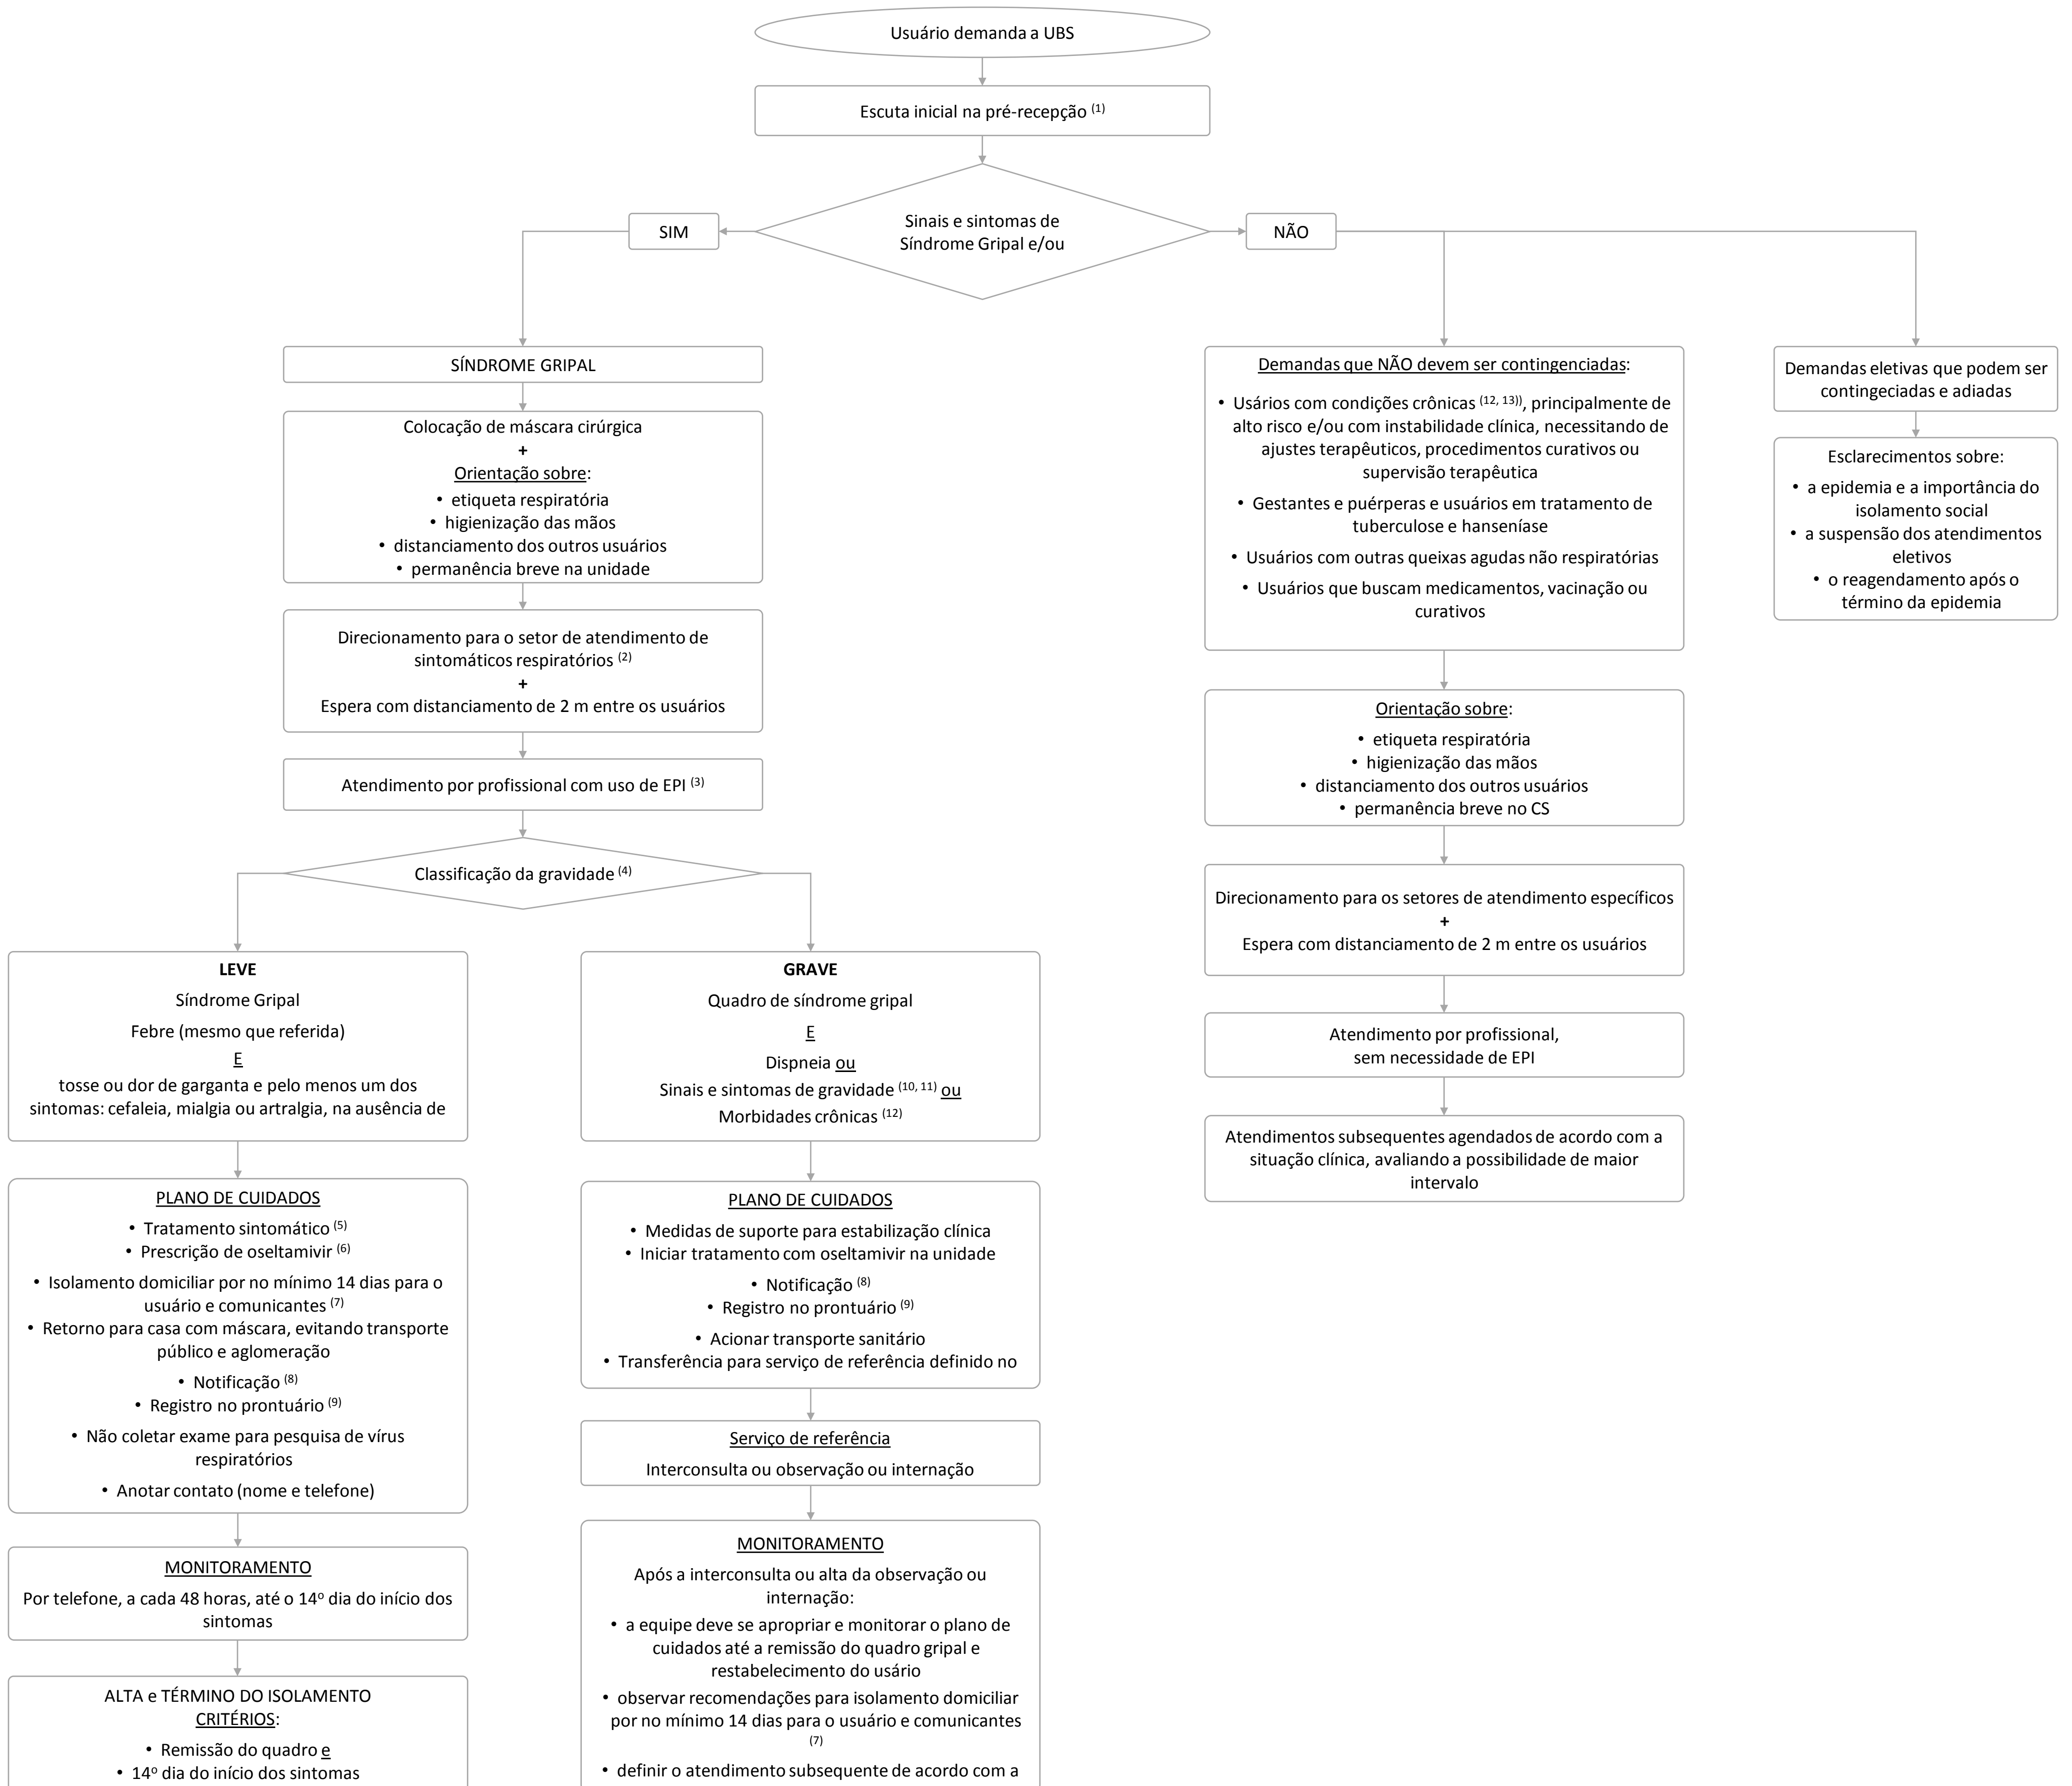 Usuário demanda a UBS
Escuta inicial na pré-recepção (1)
Sinais e sintomas de
Síndrome Gripal e/ou
SIM
NÃO
SÍNDROME GRIPAL
Colocação de máscara cirúrgica
+
Orientação sobre:
• etiqueta respiratória
• higienização das mãos
• distanciamento dos outros usuários
• permanência breve na unidade
Direcionamento para o setor de atendimento de
sintomáticos respiratórios (2)
+
Espera com distanciamento de 2 m entre os usuários
Atendimento por profissional com uso de EPI (3)
Classificação da gravidade (4)
LEVE
Síndrome Gripal
Febre (mesmo que referida)
E
tosse ou dor de garganta e pelo menos um dos
sintomas: cefaleia, mialgia ou artralgia, na ausência de
PLANO DE CUIDADOS
• Tratamento sintomático (5)
• Prescrição de oseltamivir (6)
• Isolamento domiciliar por no mínimo 14 dias para o
usuário e comunicantes (7)
• Retorno para casa com máscara, evitando transporte
público e aglomeração
• Notificação (8)
• Registro no prontuário (9)
• Não coletar exame para pesquisa de vírus
respiratórios
• Anotar contato (nome e telefone)
MONITORAMENTO
Por telefone, a cada 48 horas, até o 14º dia do início dos
sintomas
ALTA e TÉRMINO DO ISOLAMENTO
CRITÉRIOS:
• Remissão do quadro e
• 14º dia do início dos sintomas
GRAVE
Quadro de síndrome gripal
E
Dispneia ou
Sinais e sintomas de gravidade (10, 11) ou
Morbidades crônicas (12)
PLANO DE CUIDADOS
• Medidas de suporte para estabilização clínica
• Iniciar tratamento com oseltamivir na unidade
• Notificação (8)
• Registro no prontuário (9)
• Acionar transporte sanitário
• Transferência para serviço de referência definido no
Serviço de referência
Interconsulta ou observação ou internação
MONITORAMENTO
Após a interconsulta ou alta da observação ou
internação:
• a equipe deve se apropriar e monitorar o plano de
cuidados até a remissão do quadro gripal e
restabelecimento do usário
• observar recomendações para isolamento domiciliar
por no mínimo 14 dias para o usuário e comunicantes
(7)
• definir o atendimento subsequente de acordo com a
Demandas que NÃO devem ser contingenciadas:
• Usários com condições crônicas (12, 13)), principalmente de
alto risco e/ou com instabilidade clínica, necessitando de
ajustes terapêuticos, procedimentos curativos ou
supervisão terapêutica
• Gestantes e puérperas e usuários em tratamento de
tuberculose e hanseníase
• Usuários com outras queixas agudas não respiratórias
• Usuários que buscam medicamentos, vacinação ou
curativos
Orientação sobre:
• etiqueta respiratória
• higienização das mãos
• distanciamento dos outros usuários
• permanência breve no CS
Direcionamento para os setores de atendimento específicos
+
Espera com distanciamento de 2 m entre os usuários
Atendimento por profissional,
sem necessidade de EPI
Atendimentos subsequentes agendados de acordo com a
situação clínica, avaliando a possibilidade de maior
intervalo
Demandas eletivas que podem ser
contingeciadas e adiadas
Esclarecimentos sobre:
• a epidemia e a importância do
isolamento social
• a suspensão dos atendimentos
eletivos
• o reagendamento após o
término da epidemia